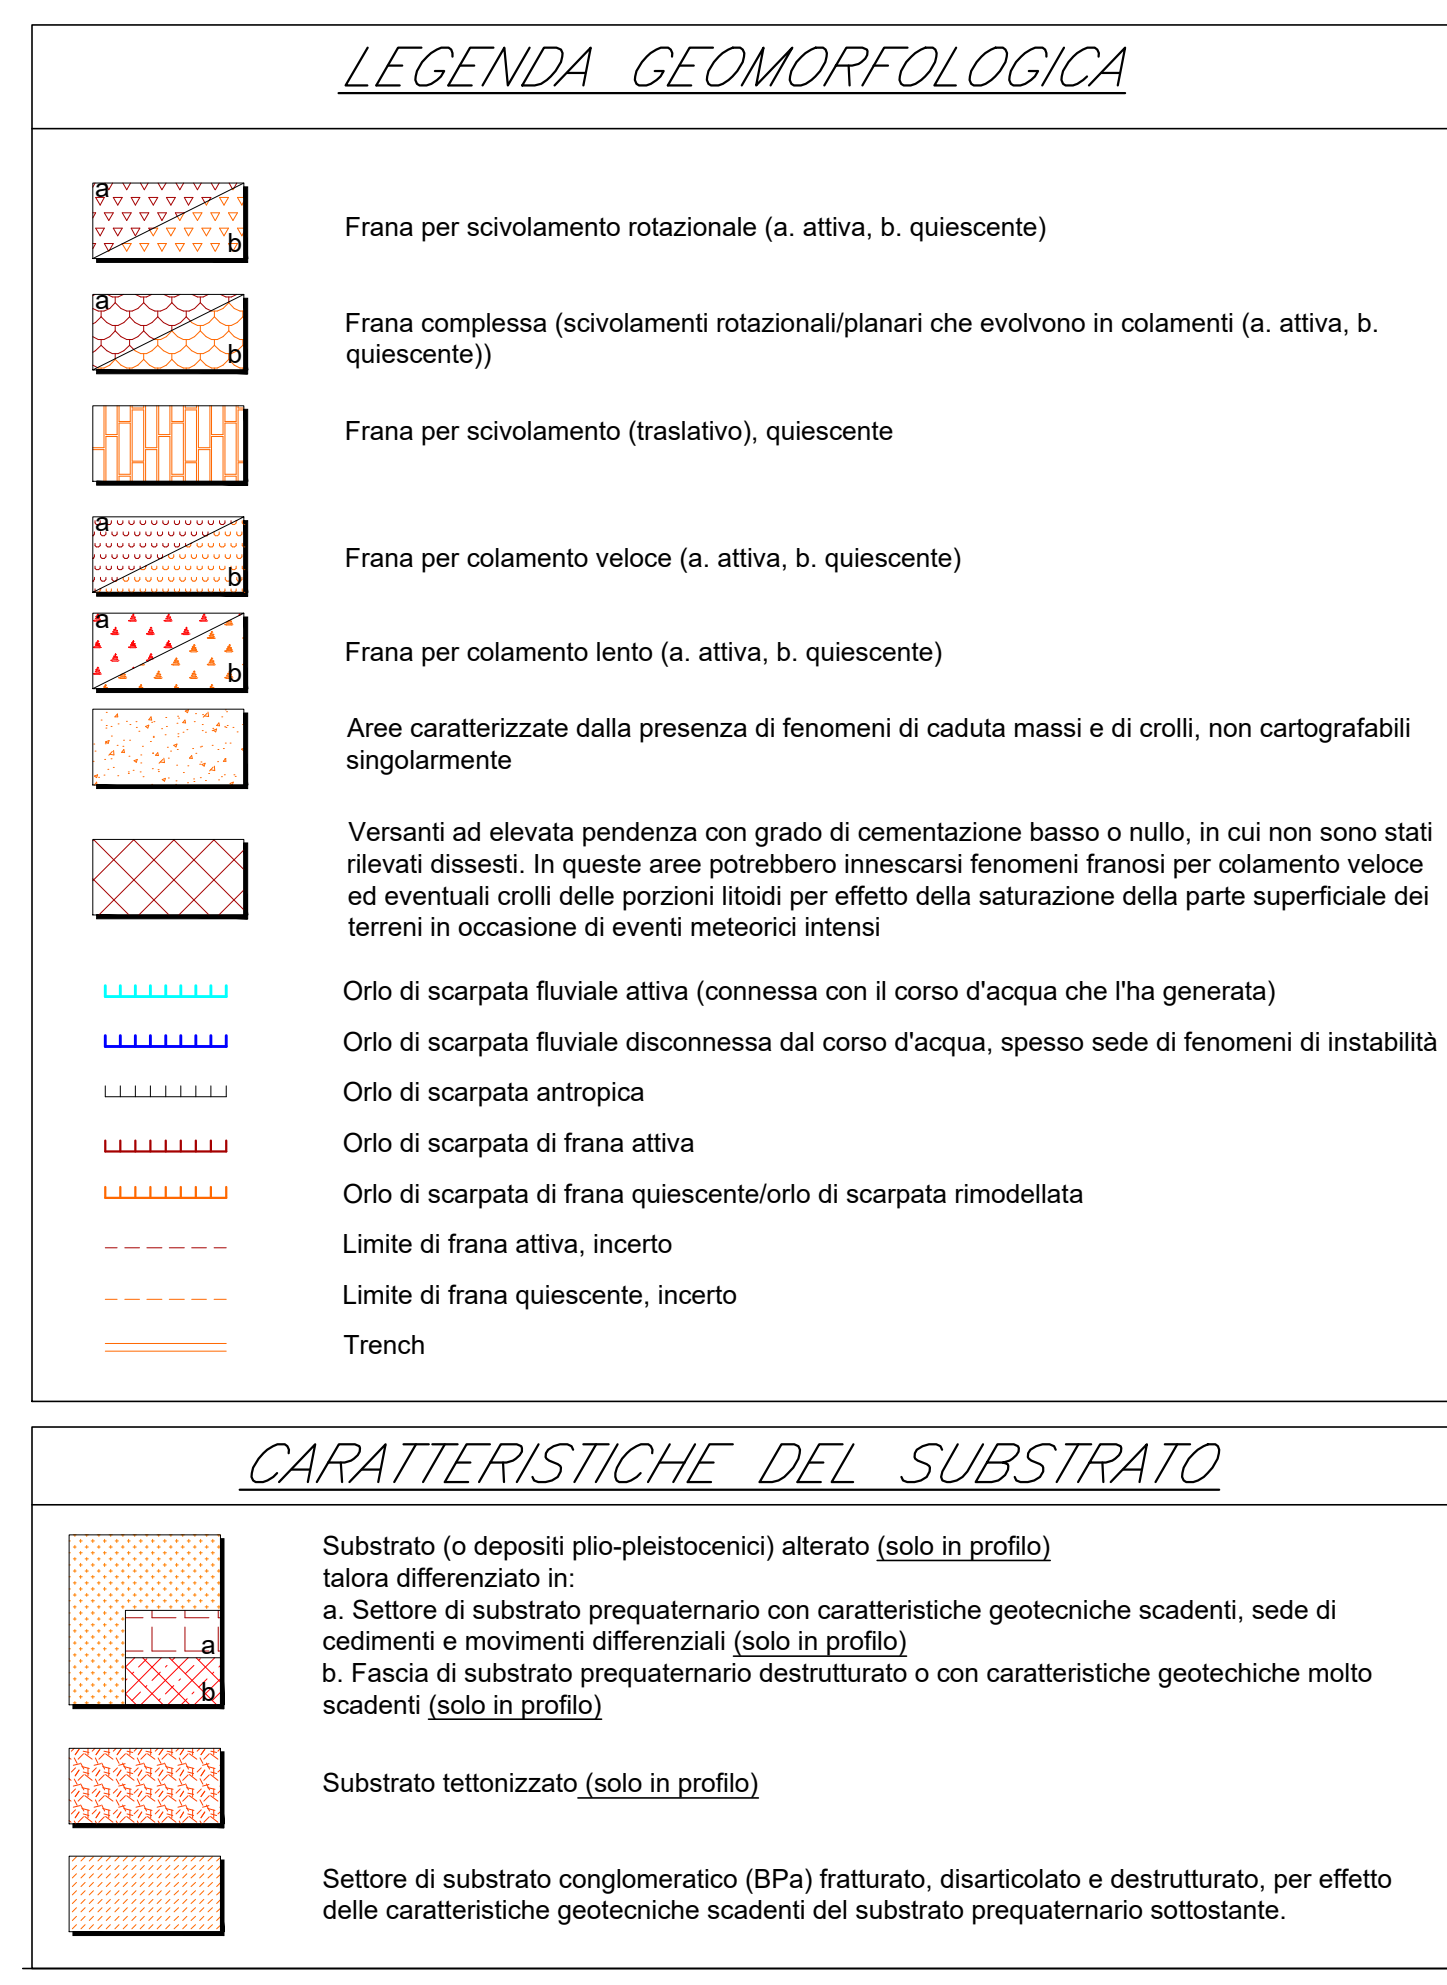 LEGENDA GEOMORFOLOGICA
a
b
Frana per scivolamento rotazionale (a. attiva, b. quiescente)
a
b
Frana complessa (scivolamenti rotazionali/planari che evolvono in colamenti (a. attiva, b.
quiescente))
Frana per scivolamento (traslativo), quiescente
a
b
Frana per colamento veloce (a. attiva, b. quiescente)
a
b
Frana per colamento lento (a. attiva, b. quiescente)
Aree caratterizzate dalla presenza di fenomeni di caduta massi e di crolli, non cartografabili
singolarmente
Versanti ad elevata pendenza con grado di cementazione basso o nullo, in cui non sono stati
rilevati dissesti. In queste aree potrebbero innescarsi fenomeni franosi per colamento veloce
ed eventuali crolli delle porzioni litoidi per effetto della saturazione della parte superficiale dei
terreni in occasione di eventi meteorici intensi
Orlo di scarpata fluviale attiva (connessa con il corso d'acqua che l'ha generata)
Orlo di scarpata fluviale disconnessa dal corso d'acqua, spesso sede di fenomeni di instabilità
Orlo di scarpata antropica
Orlo di scarpata di frana attiva
Orlo di scarpata di frana quiescente/orlo di scarpata rimodellata
Limite di frana attiva, incerto
Limite di frana quiescente, incerto
Trench
CARATTERISTICHE DEL SUBSTRATO
Substrato (o depositi plio-pleistocenici) alterato (solo in profilo)
talora differenziato in:
a. Settore di substrato prequaternario con caratteristiche geotecniche scadenti, sede di
cedimenti e movimenti differenziali (solo in profilo)
a
b. Fascia di substrato prequaternario destrutturato o con caratteristiche geotechiche molto
scadenti (solo in profilo)
b
Substrato tettonizzato (solo in profilo)
Settore di substrato conglomeratico (BPa) fratturato, disarticolato e destrutturato, per effetto
delle caratteristiche geotecniche scadenti del substrato prequaternario sottostante.